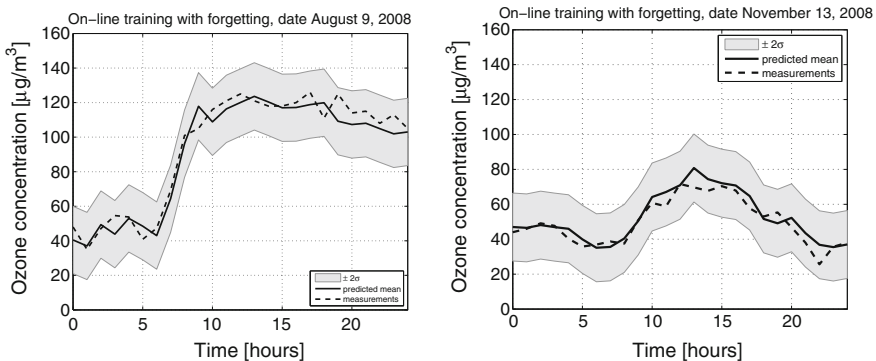 On-line training with forgetting, date August 9, 2008
Ozone concentration [μg/m³]
160
140
120
100
80
60
40
20
0
± 2σ
predicted mean
measurements
0 5 10 15 20
Time [hours]
On-line training with forgetting, date November 13, 2008
Ozone concentration [μg/m³]
160
140
120
100
80
60
40
20
0
± 2σ
predicted mean
measurements
0 5 10 15 20
Time [hours]